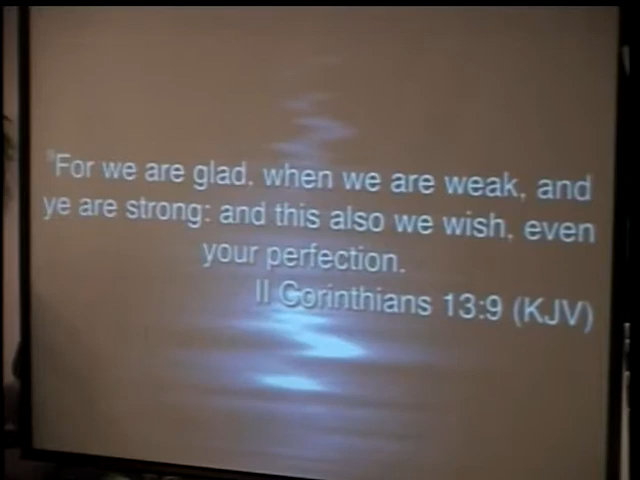 ⁹For we are glad, when we are weak, and
ye are strong: and this also we wish, even
your perfection.
II Corinthians 13:9 (KJV)